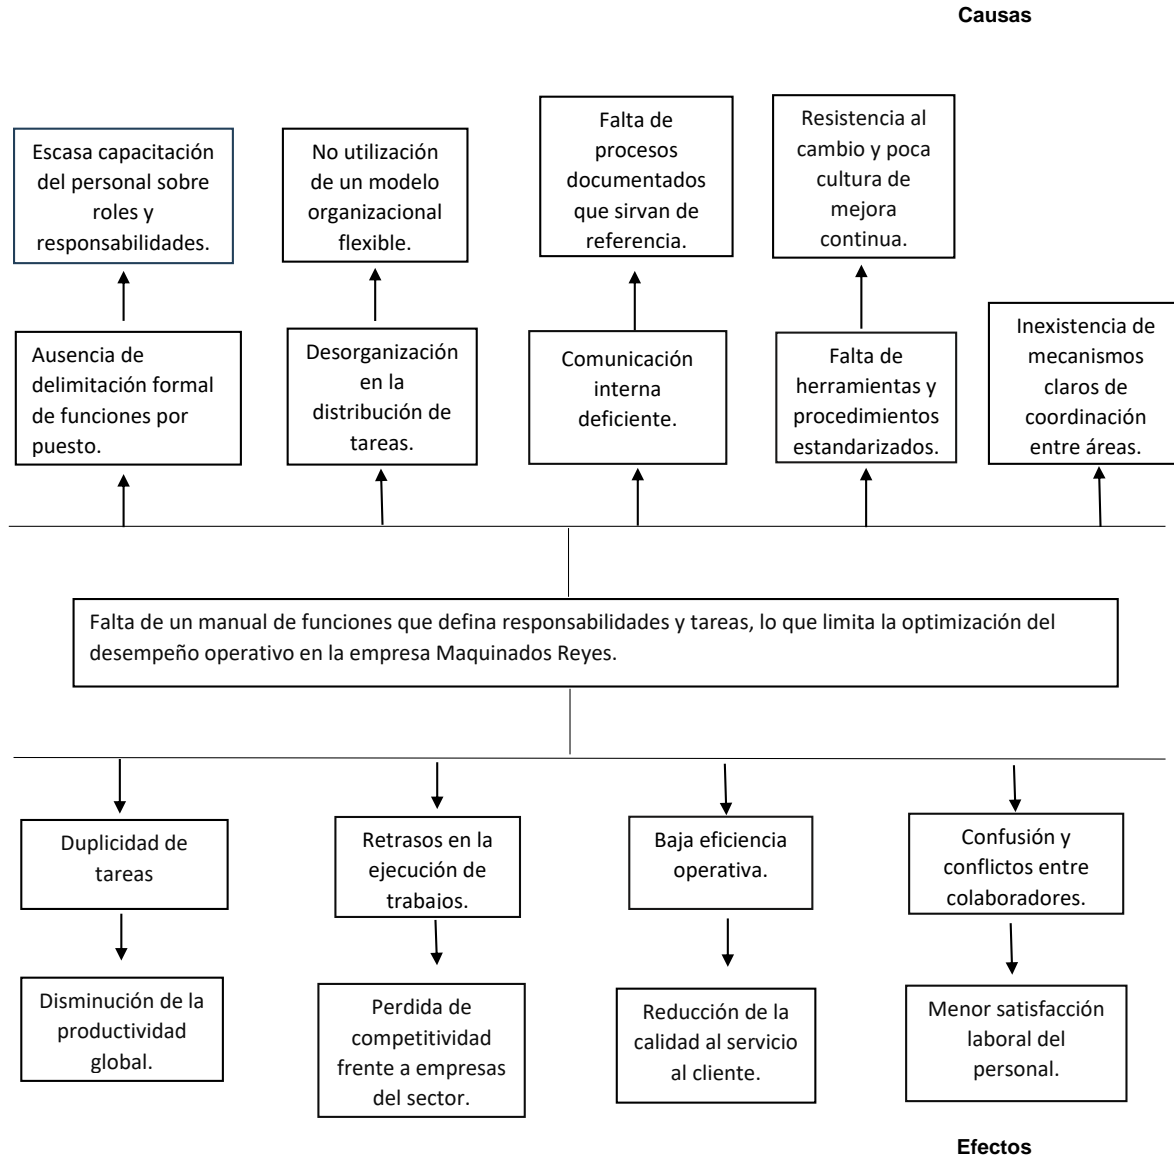 Causas
Escasa capacitación
del personal sobre
roles y
responsabilidades.
No utilización
de un modelo
organizacional
flexible.
Falta de
procesos
documentados
que sirvan de
referencia.
Resistencia al
cambio y poca
cultura de
mejora
continua.
Ausencia de
delimitación formal
de funciones por
puesto.
Desorganización
en la
distribución de
tareas.
Comunicación
interna
deficiente.
Falta de
herramientas y
procedimientos
estandarizados.
Inexistencia de
mecanismos
claros de
coordinación
entre áreas.
Falta de un manual de funciones que defina responsabilidades y tareas, lo que limita la optimización del
desempeño operativo en la empresa Maquinados Reyes.
Duplicidad de
tareas
Retrasos en la
ejecución de
trabajos.
Baja eficiencia
operativa.
Confusión y
conflictos entre
colaboradores.
Disminución de la
productividad
global.
Perdida de
competitividad
frente a empresas
del sector.
Reducción de la
calidad al servicio
al cliente.
Menor satisfacción
laboral del
personal.
Efectos